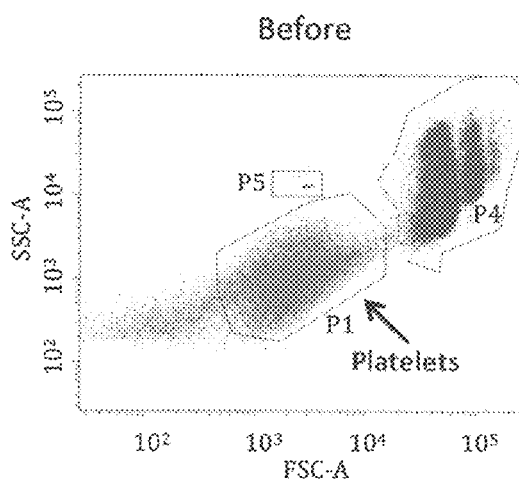 Before
10⁵
P5
10⁴
P4
SSC-A
10³
P1
Platelets
10²
10² 10³ 10⁴ 10⁵
FSC-A